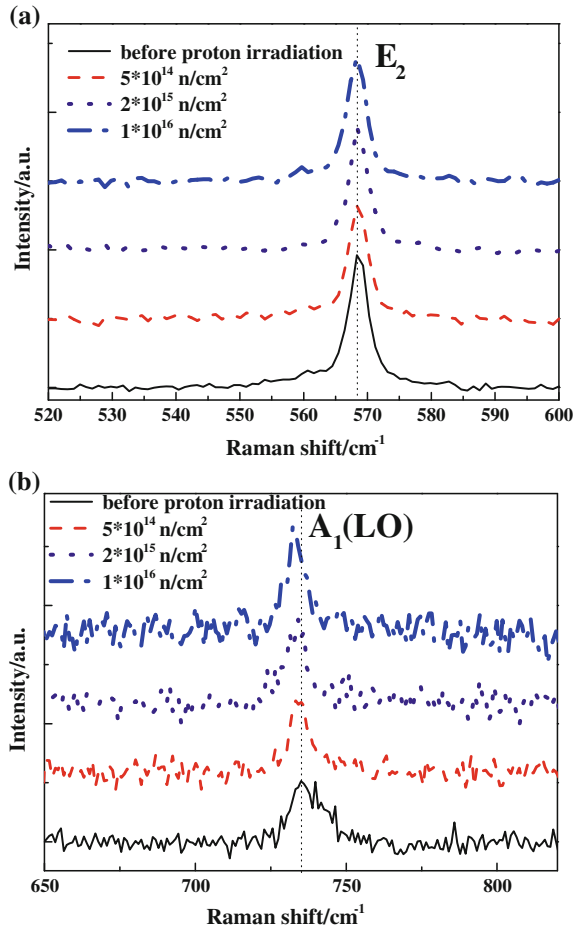 (a)
before proton irradiation
5*10^14 n/cm^2
2*10^15 n/cm^2
1*10^16 n/cm^2
E_2
Intensity/a.u.
520 530 540 550 560 570 580 590 600
Raman shift/cm^-1
(b)
before proton irradiation
5*10^14 n/cm^2
2*10^15 n/cm^2
1*10^16 n/cm^2
A_1(LO)
Intensity/a.u.
650 700 750 800
Raman shift/cm^-1